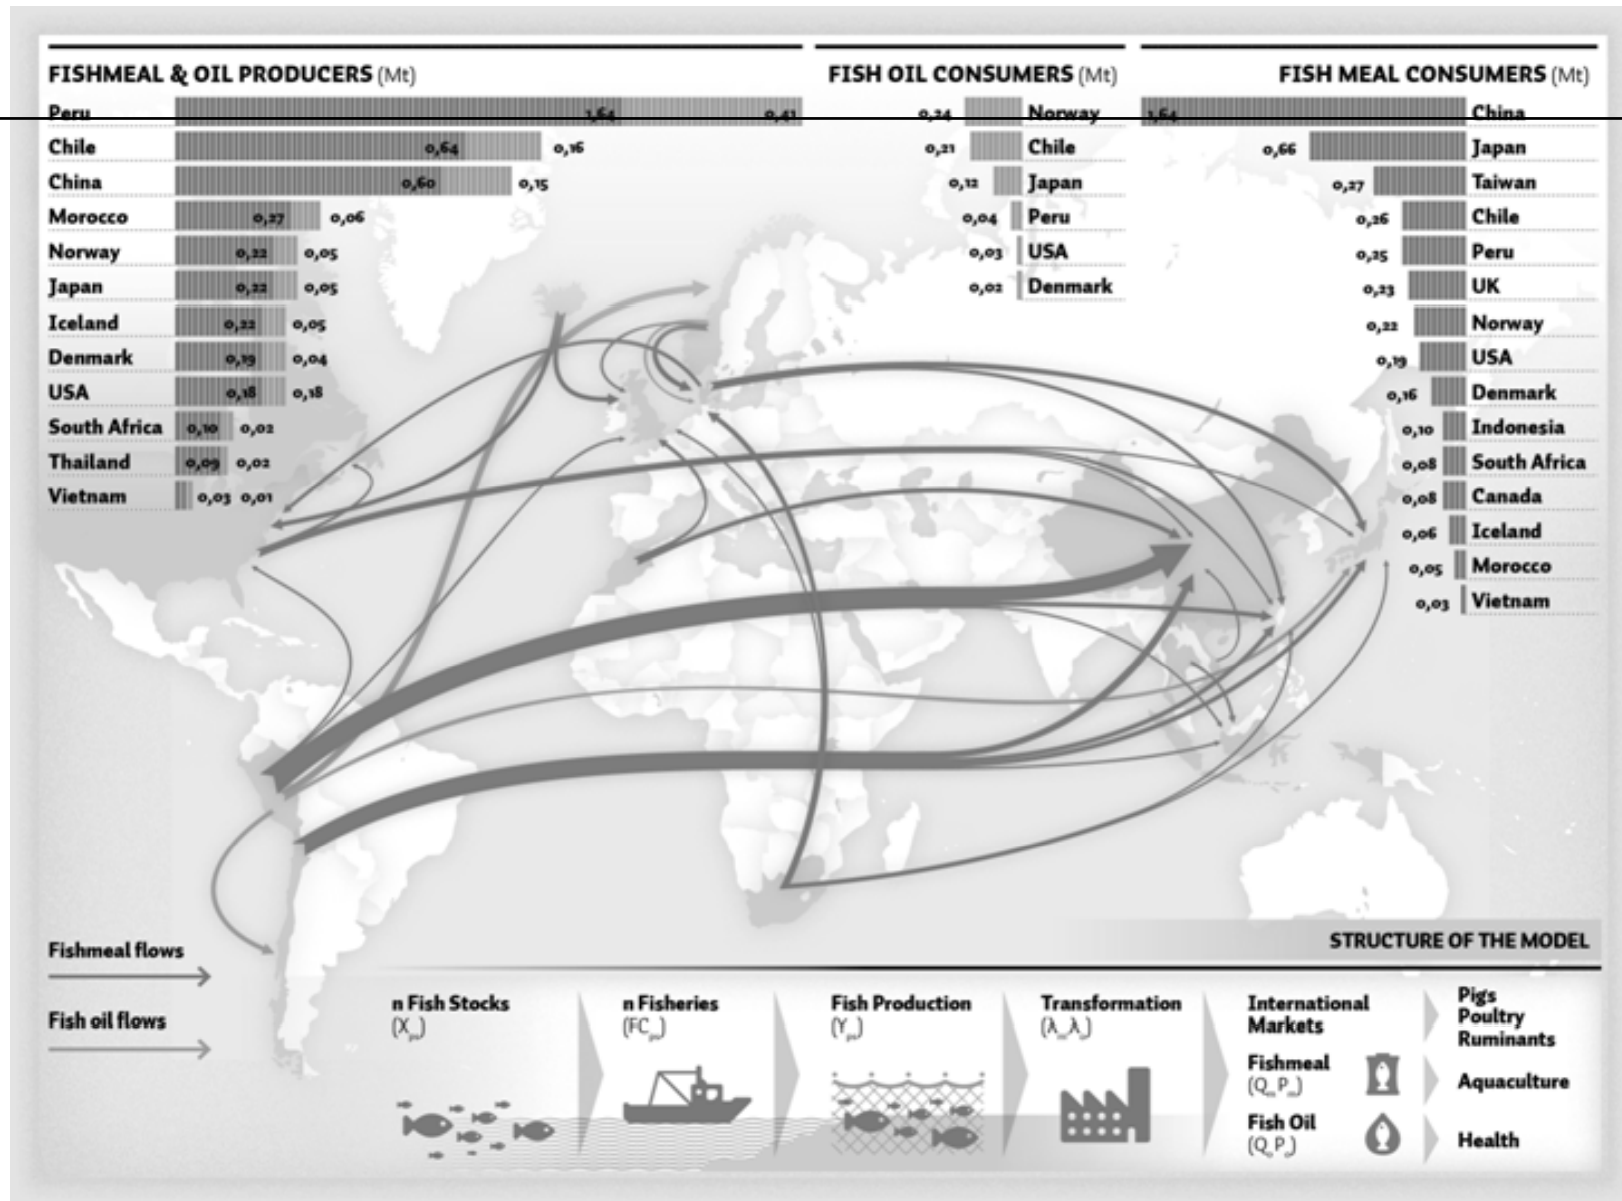 FISHMEAL & OIL PRODUCERS (Mt)
Peru 1,64 0,41
Chile 0,64 0,16
China 0,60 0,15
Morocco 0,27 0,06
Norway 0,22 0,05
Japan 0,22 0,05
Iceland 0,22 0,05
Denmark 0,19 0,04
USA 0,18 0,18
South Africa 0,10 0,02
Thailand 0,09 0,02
Vietnam 0,03 0,01
FISH OIL CONSUMERS (Mt)
0,24 Norway
0,21 Chile
0,12 Japan
0,04 Peru
0,03 USA
0,02 Denmark
FISH MEAL CONSUMERS (Mt)
1,64 China
0,66 Japan
0,27 Taiwan
0,26 Chile
0,25 Peru
0,23 UK
0,22 Norway
0,19 USA
0,16 Denmark
0,10 Indonesia
0,08 South Africa
0,08 Canada
0,06 Iceland
0,05 Morocco
0,03 Vietnam
Fishmeal flows
Fish oil flows
STRUCTURE OF THE MODEL
n Fish Stocks
n Fisheries
Fish Production
Transformation
International
Markets
Fishmeal
Fish Oil
Pigs
Poultry
Ruminants
Aquaculture
Health